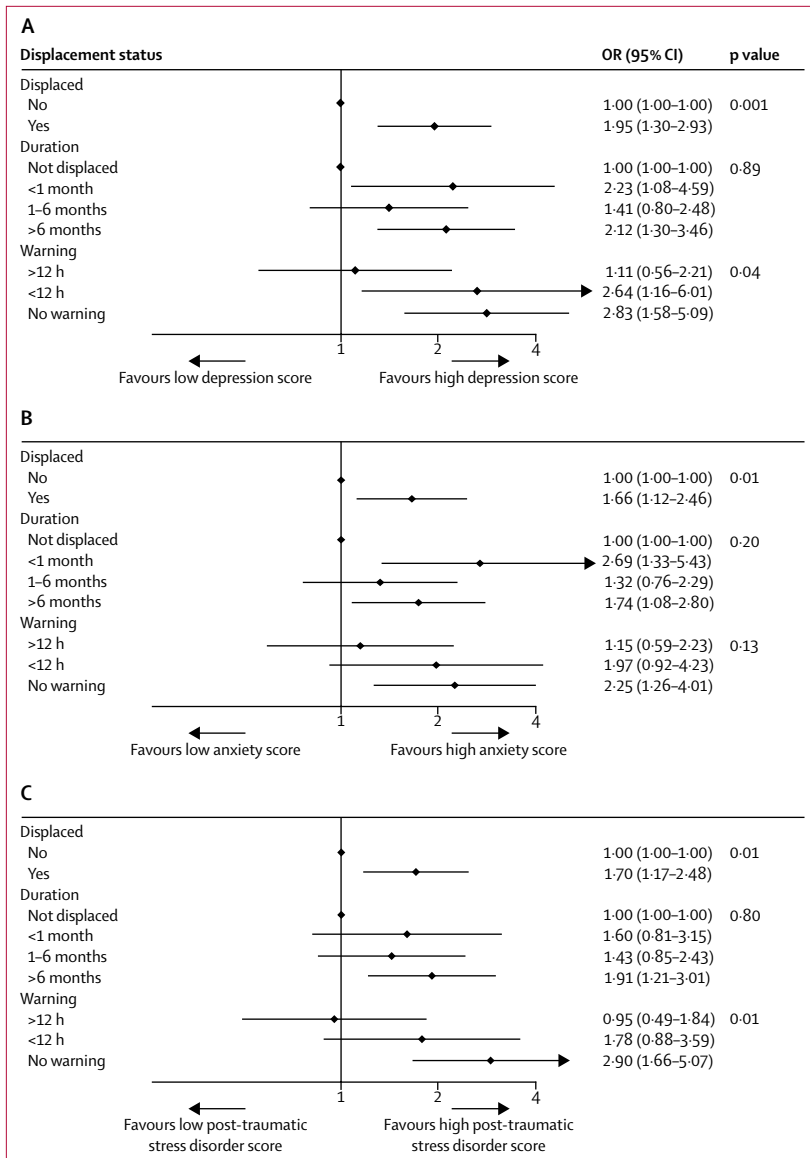 A
Displacement status OR (95% CI) p value
Displaced
No 1·00 (1·00–1·00) 0·001
Yes 1·95 (1·30–2·93)
Duration
Not displaced 1·00 (1·00–1·00) 0·89
<1 month 2·23 (1·08–4·59)
1–6 months 1·41 (0·80–2·48)
>6 months 2·12 (1·30–3·46)
Warning
>12 h 1·11 (0·56–2·21) 0·04
<12 h 2·64 (1·16–6·01)
No warning 2·83 (1·58–5·09)
1 2 4
Favours low depression score Favours high depression score
B
Displaced
No 1·00 (1·00–1·00) 0·01
Yes 1·66 (1·12–2·46)
Duration
Not displaced 1·00 (1·00–1·00) 0·20
<1 month 2·69 (1·33–5·43)
1–6 months 1·32 (0·76–2·29)
>6 months 1·74 (1·08–2·80)
Warning
>12 h 1·15 (0·59–2·23) 0·13
<12 h 1·97 (0·92–4·23)
No warning 2·25 (1·26–4·01)
1 2 4
Favours low anxiety score Favours high anxiety score
C
Displaced
No 1·00 (1·00–1·00) 0·01
Yes 1·70 (1·17–2·48)
Duration
Not displaced 1·00 (1·00–1·00) 0·80
<1 month 1·60 (0·81–3·15)
1–6 months 1·43 (0·85–2·43)
>6 months 1·91 (1·21–3·01)
Warning
>12 h 0·95 (0·49–1·84) 0·01
<12 h 1·78 (0·88–3·59)
No warning 2·90 (1·66–5·07)
1 2 4
Favours low post-traumatic Favours high post-traumatic
stress disorder score stress disorder score